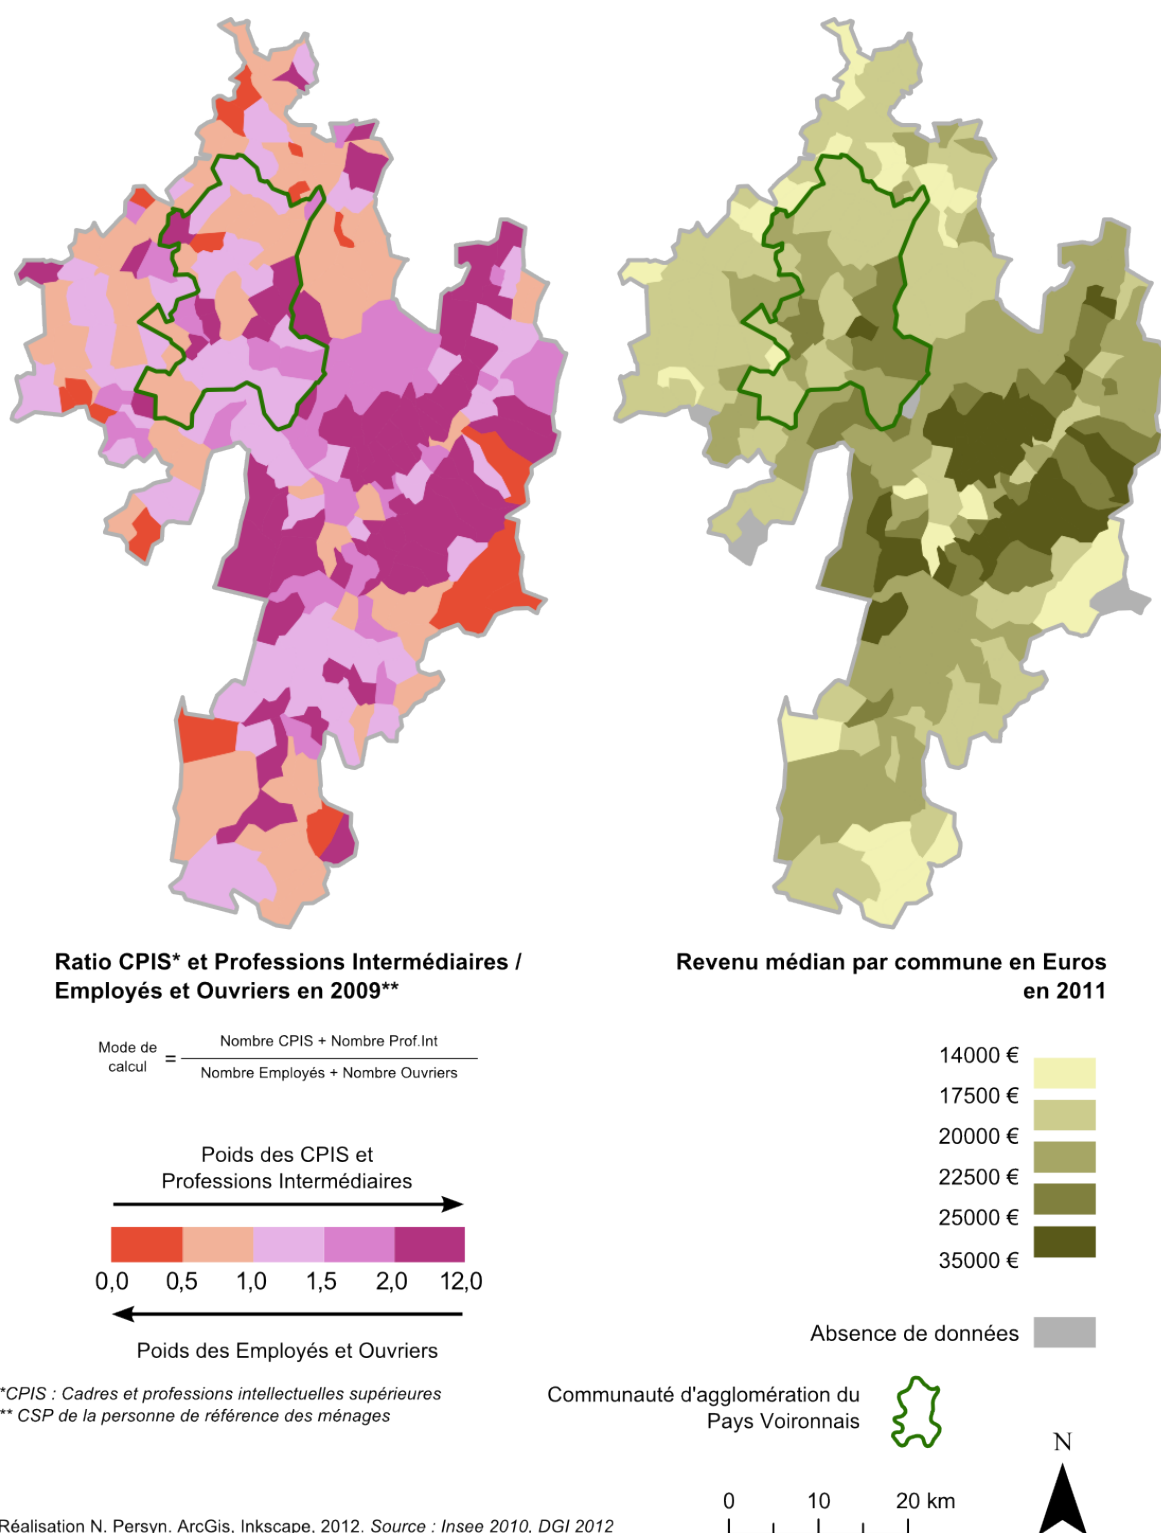 Ratio CPIS* et Professions Intermédiaires /
Employés et Ouvriers en 2009**
Mode de
calcul
=
Nombre CPIS + Nombre Prof.Int
Nombre Employés + Nombre Ouvriers
Poids des CPIS et
Professions Intermédiaires
0,0 0,5 1,0 1,5 2,0 12,0
Poids des Employés et Ouvriers
*CPIS : Cadres et professions intellectuelles supérieures
** CSP de la personne de référence des ménages
Revenu médian par commune en Euros
en 2011
14000 €
17500 €
20000 €
22500 €
25000 €
35000 €
Absence de données
Communauté d'agglomération du
Pays Voironnais
N
0 10 20 km
Réalisation N. Persyn. ArcGis, Inkscape, 2012. Source : Insee 2010, DGI 2012